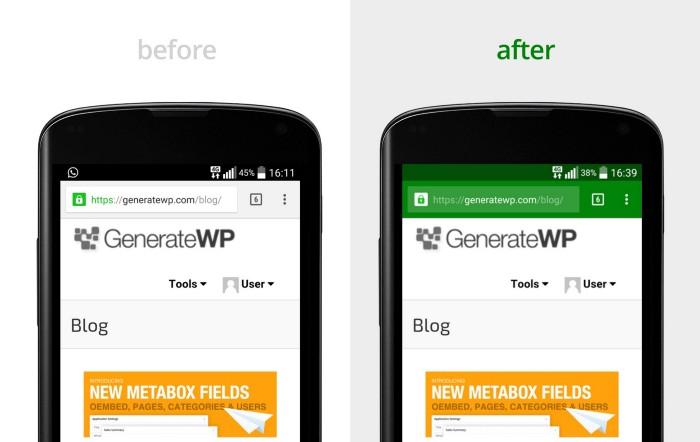 before
after
4G 45% 16:11
https://generatewp.com/blog/ 6
GenerateWP
Tools User
Blog
INTRODUCING
NEW METABOX FIELDS
OEMBED, PAGES, CATEGORIES & USERS
4G 38% 16:39
https://generatewp.com/blog/ 6
GenerateWP
Tools User
Blog
INTRODUCING
NEW METABOX FIELDS
OEMBED, PAGES, CATEGORIES & USERS